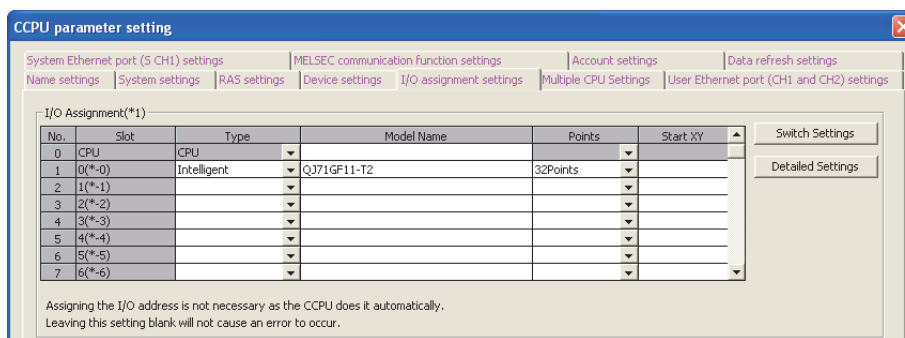 CCPU parameter setting
System Ethernet port (S CH1) settings MELSEC communication function settings Account settings Data refresh settings
Name settings System settings RAS settings Device settings I/O assignment settings Multiple CPU Settings User Ethernet port (CH1 and CH2) settings
I/O Assignment(*1)
No. Slot Type Model Name Points Start XY Switch Settings
0 CPU CPU
1 0(*-0) Intelligent QJ71GF11-T2 32Points Detailed Settings
2 1(*-1)
3 2(*-2)
4 3(*-3)
5 4(*-4)
6 5(*-5)
7 6(*-6)
Assigning the I/O address is not necessary as the CCPU does it automatically.
Leaving this setting blank will not cause an error to occur.